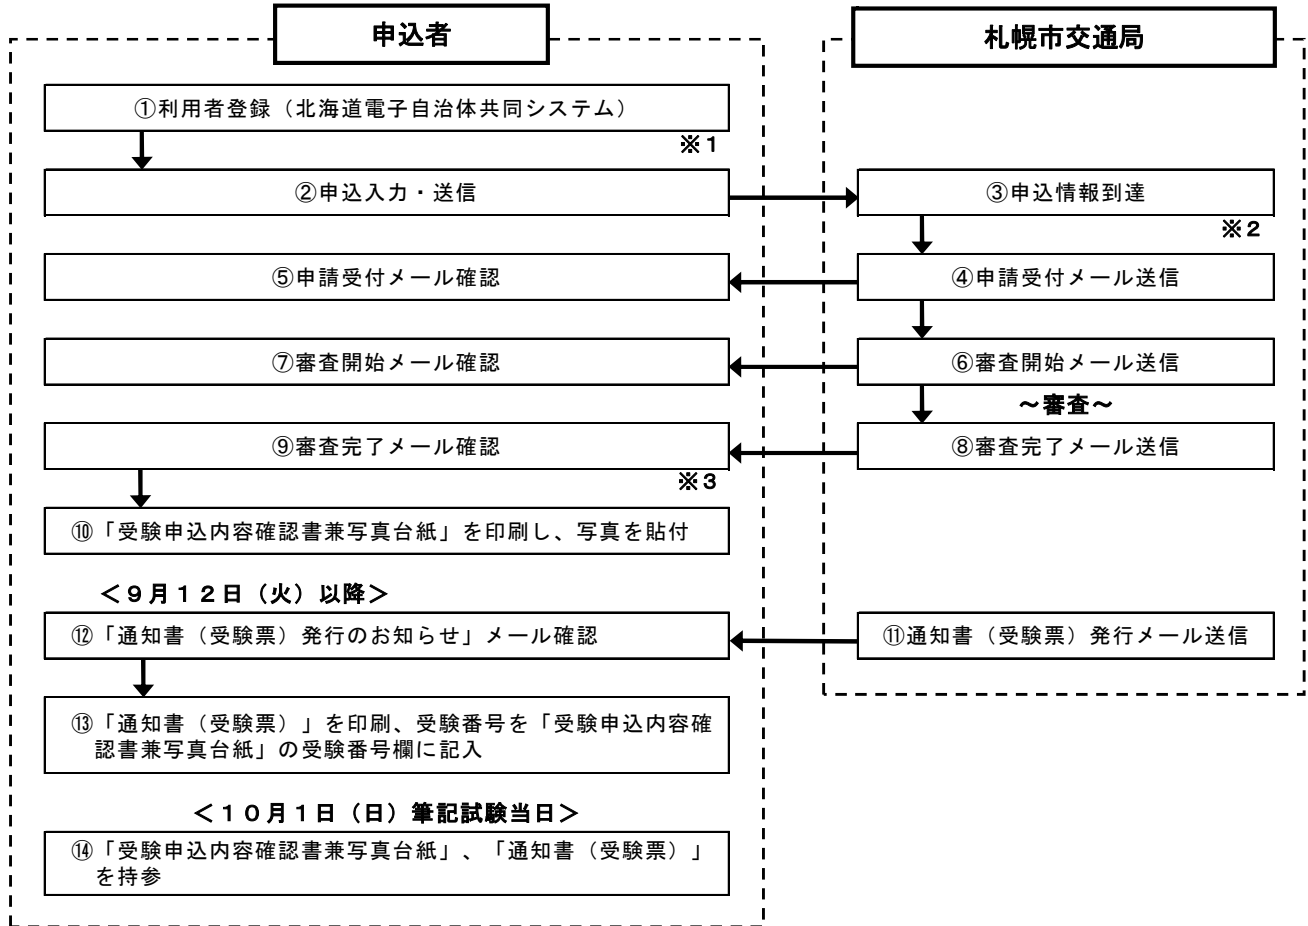 申込者
札幌市交通局
①利用者登録（北海道電子自治体共同システム）
※１
②申込入力・送信
③申込情報到達
※２
⑤申請受付メール確認
④申請受付メール送信
⑦審査開始メール確認
⑥審査開始メール送信
～審査～
⑨審査完了メール確認
⑧審査完了メール送信
※３
⑩「受験申込内容確認書兼写真台紙」を印刷し、写真を貼付
＜９月１２日（火）以降＞
⑫「通知書（受験票）発行のお知らせ」メール確認
⑪通知書（受験票）発行メール送信
⑬「通知書（受験票）」を印刷、受験番号を「受験申込内容確
認書兼写真台紙」の受験番号欄に記入
＜１０月１日（日）筆記試験当日＞
⑭「受験申込内容確認書兼写真台紙」、「通知書（受験票）」
を持参